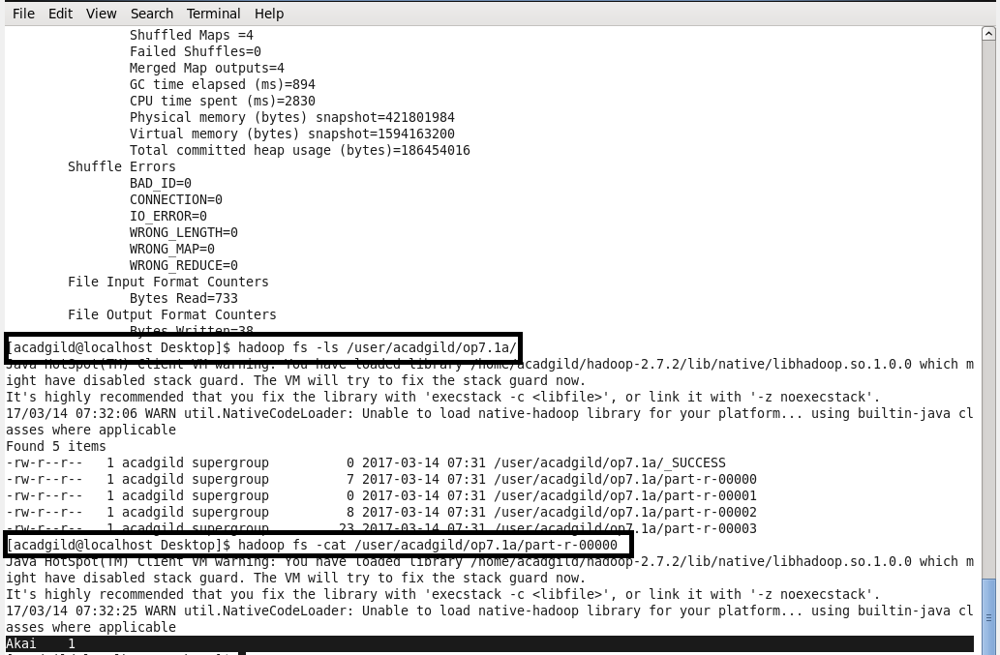 File Edit View Search Terminal Help
Shuffled Maps =4
Failed Shuffles=0
Merged Map outputs=4
GC time elapsed (ms)=894
CPU time spent (ms)=2830
Physical memory (bytes) snapshot=421801984
Virtual memory (bytes) snapshot=1594163200
Total committed heap usage (bytes)=186454016
Shuffle Errors
BAD_ID=0
CONNECTION=0
IO_ERROR=0
WRONG_LENGTH=0
WRONG_MAP=0
WRONG_REDUCE=0
File Input Format Counters
Bytes Read=733
File Output Format Counters
Bytes Written=38
[acadgild@localhost Desktop]$ hadoop fs -ls /user/acadgild/op7.1a/
Java HotSpot(TM) Client VM warning: You have loaded library /home/acadgild/hadoop-2.7.2/lib/native/libhadoop.so.1.0.0 which m
ight have disabled stack guard. The VM will try to fix the stack guard now.
It's highly recommended that you fix the library with 'execstack -c <libfile>', or link it with '-z noexecstack'.
17/03/14 07:32:06 WARN util.NativeCodeLoader: Unable to load native-hadoop library for your platform... using builtin-java cl
asses where applicable
Found 5 items
-rw-r--r--   1 acadgild supergroup          0 2017-03-14 07:31 /user/acadgild/op7.1a/_SUCCESS
-rw-r--r--   1 acadgild supergroup          7 2017-03-14 07:31 /user/acadgild/op7.1a/part-r-00000
-rw-r--r--   1 acadgild supergroup          0 2017-03-14 07:31 /user/acadgild/op7.1a/part-r-00001
-rw-r--r--   1 acadgild supergroup          8 2017-03-14 07:31 /user/acadgild/op7.1a/part-r-00002
-rw-r--r--   1 acadgild supergroup         23 2017-03-14 07:31 /user/acadgild/op7.1a/part-r-00003
[acadgild@localhost Desktop]$ hadoop fs -cat /user/acadgild/op7.1a/part-r-00000
Java HotSpot(TM) Client VM warning: You have loaded library /home/acadgild/hadoop-2.7.2/lib/native/libhadoop.so.1.0.0 which m
ight have disabled stack guard. The VM will try to fix the stack guard now.
It's highly recommended that you fix the library with 'execstack -c <libfile>', or link it with '-z noexecstack'.
17/03/14 07:32:25 WARN util.NativeCodeLoader: Unable to load native-hadoop library for your platform... using builtin-java cl
asses where applicable
Akai    1